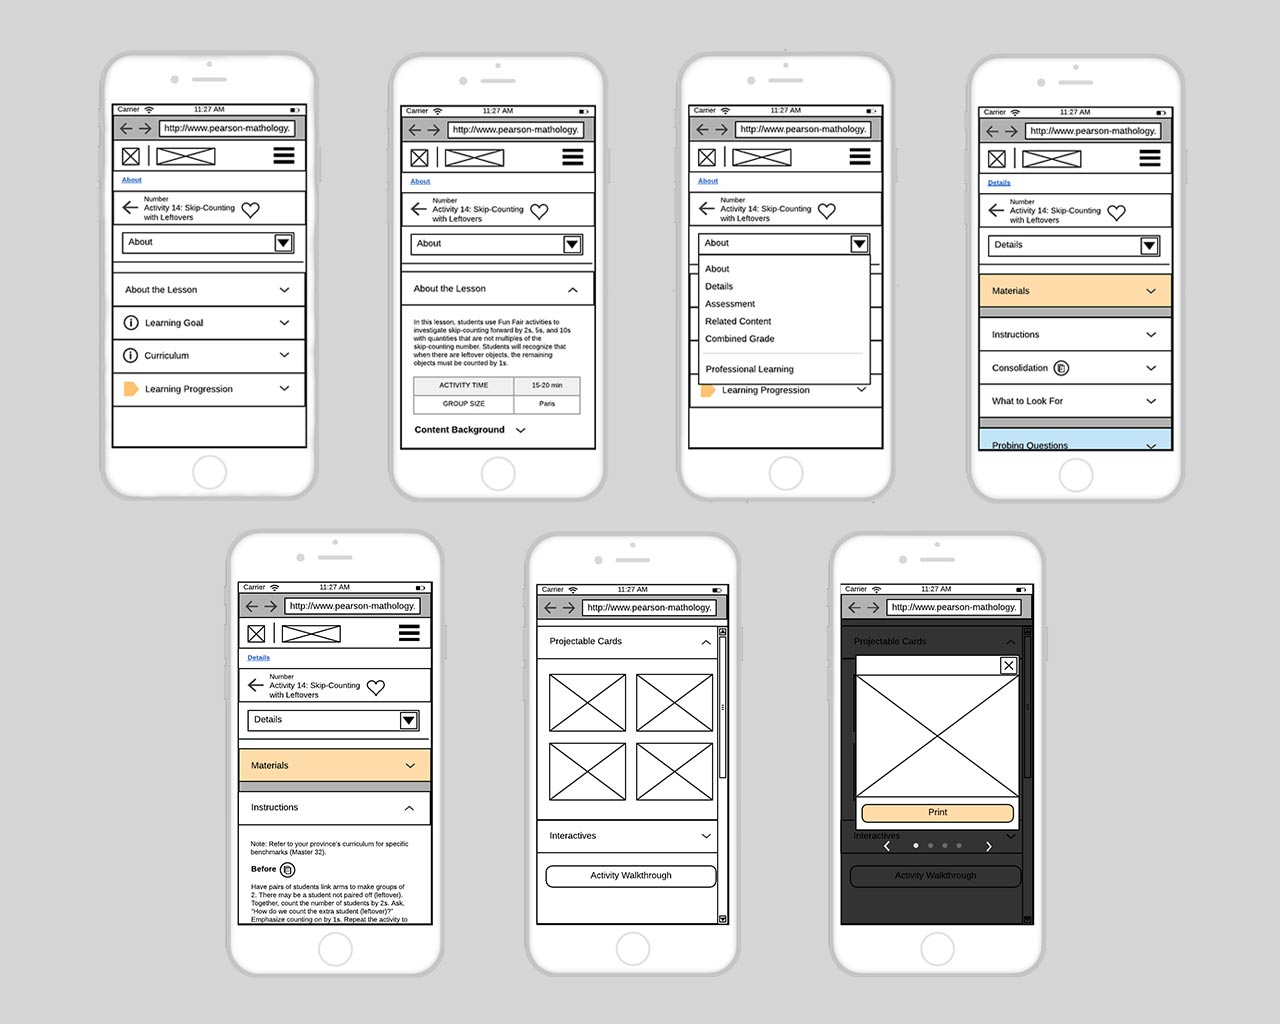 Carrier 11:27 AM
http://www.pearson-mathology.
About
Number
Activity 14: Skip-Counting
with Leftovers
About
About the Lesson
Learning Goal
Curriculum
Learning Progression
Carrier 11:27 AM
http://www.pearson-mathology.
About
Number
Activity 14: Skip-Counting
with Leftovers
About
About the Lesson
In this lesson, students use Fun Fair activities to
investigate skip-counting forward by 2s, 5s, and 10s
with quantities that are not multiples of the
skip-counting number. Students will recognize that
when there are leftover objects, the remaining
objects must be counted by 1s.
ACTIVITY TIME 15-20 min
GROUP SIZE Paris
Content Background
Carrier 11:27 AM
http://www.pearson-mathology.
About
Number
Activity 14: Skip-Counting
with Leftovers
About
About
Details
Assessment
Related Content
Combined Grade
Professional Learning
Learning Progression
Carrier 11:27 AM
http://www.pearson-mathology.
Details
Number
Activity 14: Skip-Counting
with Leftovers
Details
Materials
Instructions
Consolidation
What to Look For
Probing Questions
Carrier 11:27 AM
http://www.pearson-mathology.
Details
Number
Activity 14: Skip-Counting
with Leftovers
Details
Materials
Instructions
Note: Refer to your province's curriculum for specific
benchmarks (Master 32).
Before
Have pairs of students link arms to make groups of
2. There may be a student not paired off (leftover).
Together, count the number of students by 2s. Ask,
"How do we count the extra student (leftover)?"
Emphasize counting on by 1s. Repeat the activity to
Carrier 11:27 AM
http://www.pearson-mathology.
Projectable Cards
Interactives
Activity Walkthrough
Carrier 11:27 AM
http://www.pearson-mathology.
Projectable Cards
Print
Interactives
Activity Walkthrough